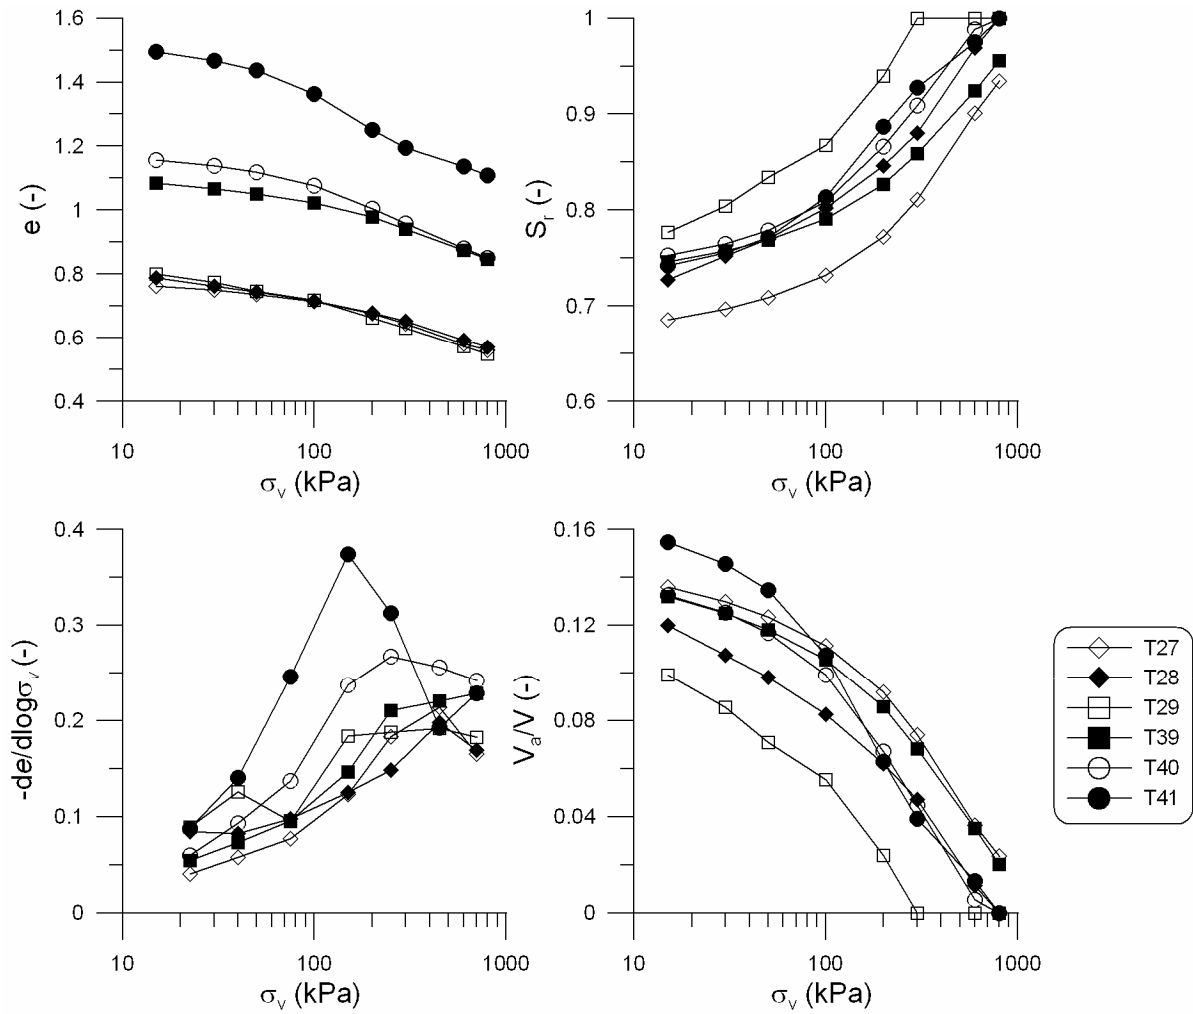 1.6
1.4
1.2
1
0.8
0.6
0.4
e (-)
10
100
1000
σv (kPa)
1
0.9
0.8
0.7
0.6
Sr (-)
10
100
1000
σv (kPa)
0.4
0.3
0.2
0.1
0
-de/dlogσv (-)
10
100
1000
σv (kPa)
0.16
0.12
0.08
0.04
0
Va/V (-)
10
100
1000
σv (kPa)
T27
T28
T29
T39
T40
T41